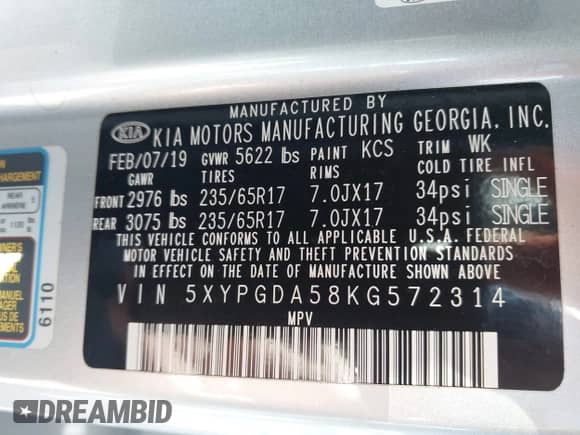 MANUFACTURED BY
KIA KIA MOTORS MANUFACTURING GEORGIA, INC.
FEB/07/19 GVWR 5622 lbs PAINT KCS TRIM WK
GAWR TIRES RIMS COLD TIRE INFL
FRONT 2976 lbs 235/65R17 7.0JX17 34psi SINGLE
REAR 3075 lbs 235/65R17 7.0JX17 34psi SINGLE
THIS VEHICLE CONFORMS TO ALL APPLICABLE U.S.A. FEDERAL
MOTOR VEHICLE SAFETY AND THEFT PREVENTION STANDARDS
IN EFFECT ON THE DATE OF MANUFACTURE SHOWN ABOVE.
VIN 5XYPGDA58KG572314
MPV
6110
DREAMBID